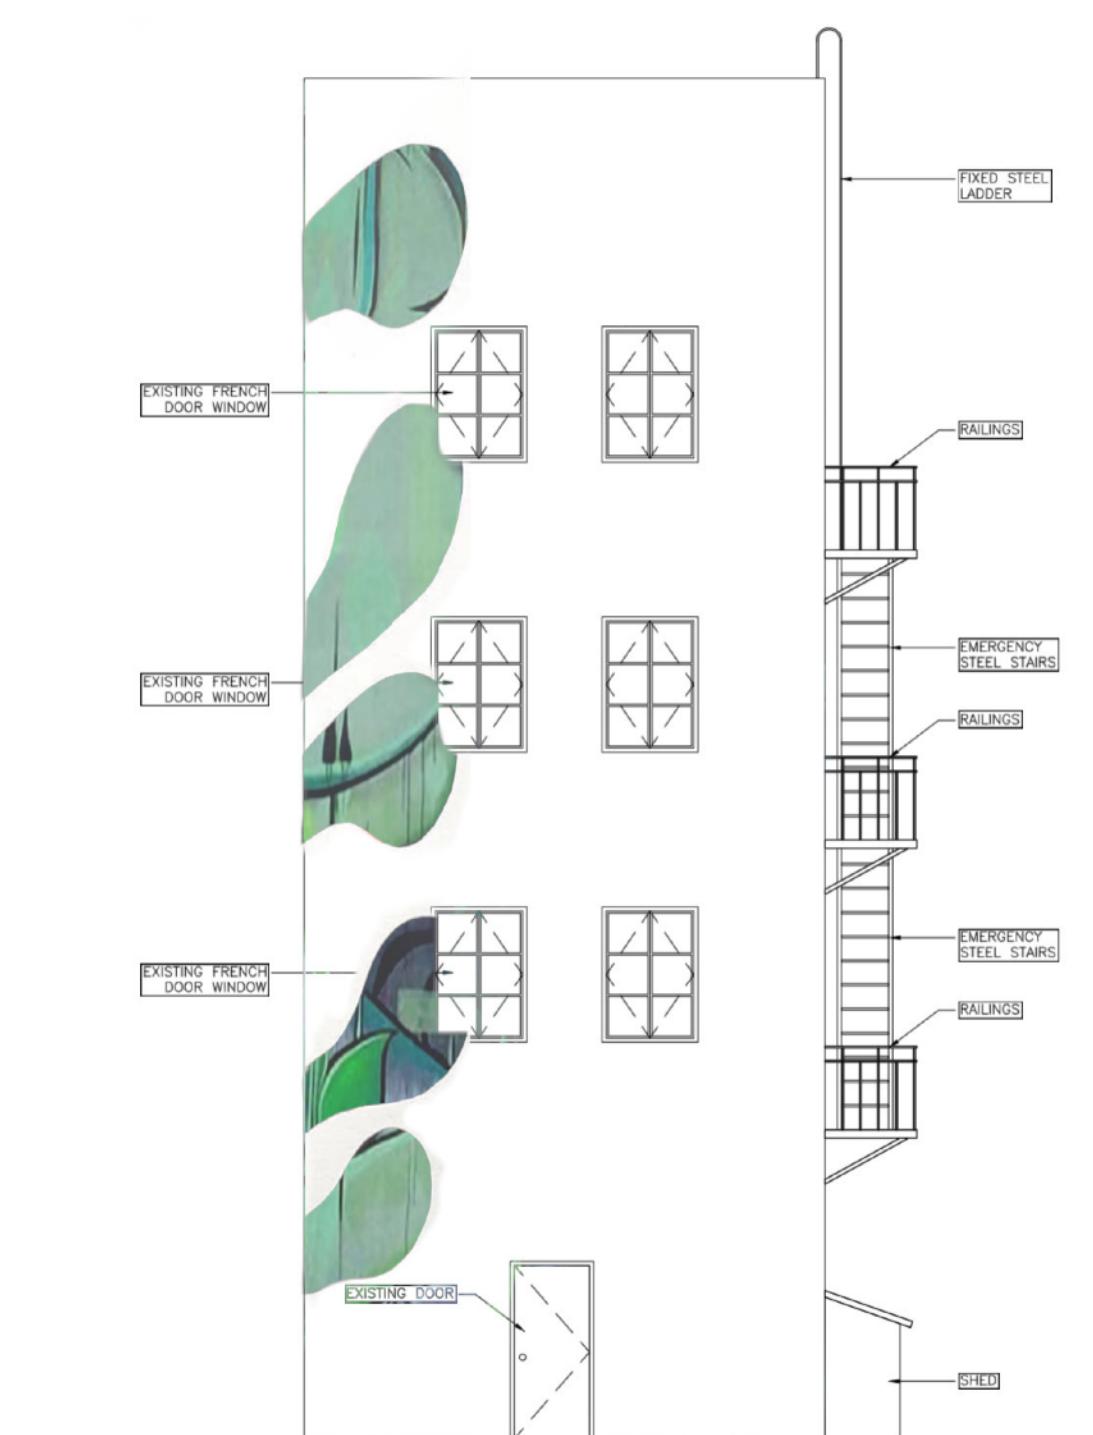 FIXED STEEL
LADDER
EXISTING FRENCH
DOOR WINDOW
RAILINGS
EMERGENCY
STEEL STAIRS
EXISTING FRENCH
DOOR WINDOW
RAILINGS
EMERGENCY
STEEL STAIRS
EXISTING FRENCH
DOOR WINDOW
RAILINGS
EXISTING DOOR
SHED